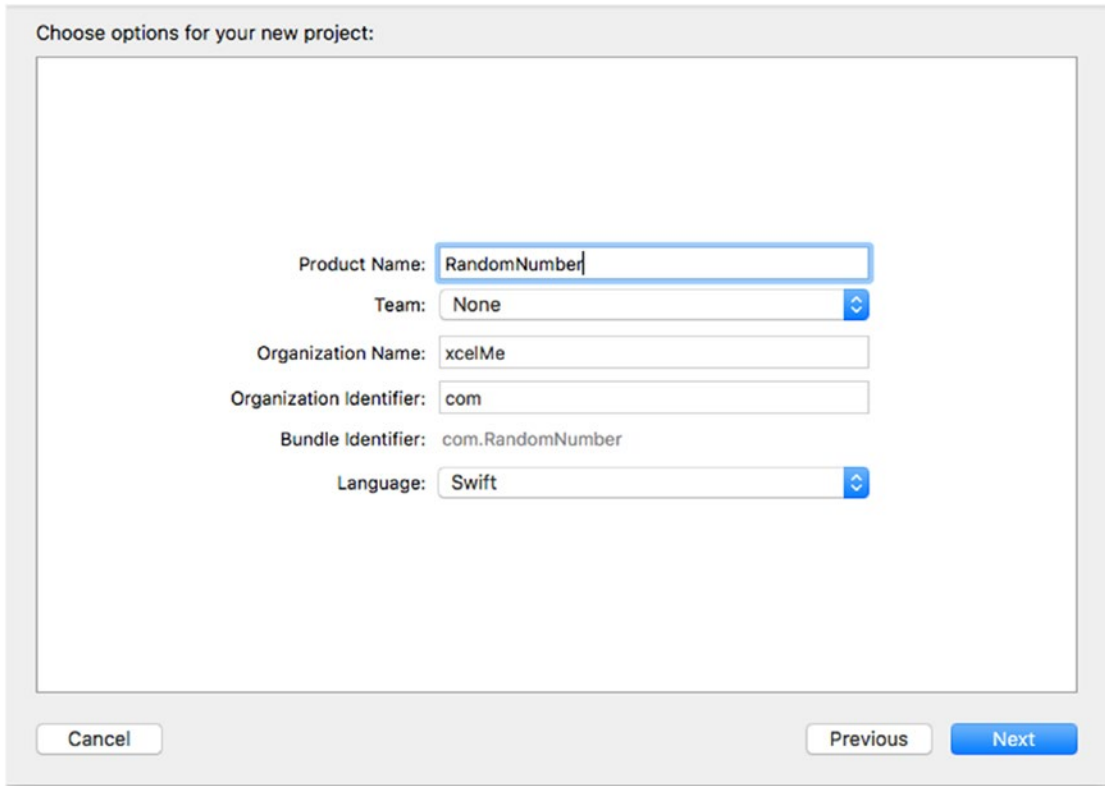 Choose options for your new project:
Product Name: RandomNumber
Team: None
Organization Name: xcelMe
Organization Identifier: com
Bundle Identifier: com.RandomNumber
Language: Swift
Cancel Previous Next